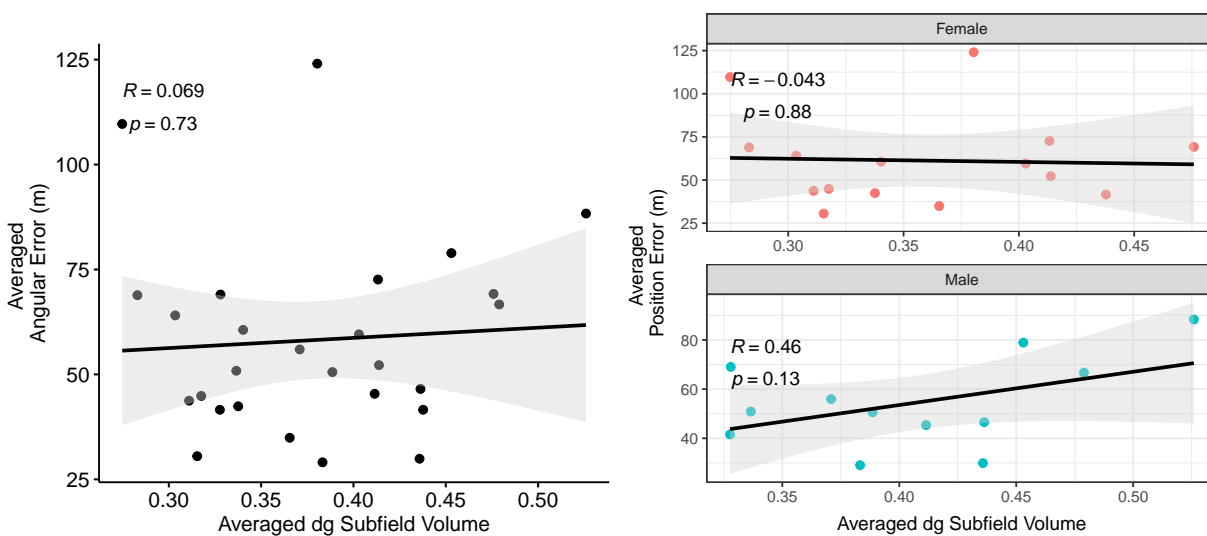 Averaged
Angular Error (m)
125
100
75
50
25
R = 0.069
p = 0.73
0.30 0.35 0.40 0.45 0.50
Averaged dg Subfield Volume
Averaged
Position Error (m)
Female
125
100
75
50
25
R = −0.043
p = 0.88
0.30 0.35 0.40 0.45
Male
80
60
40
R = 0.46
p = 0.13
0.35 0.40 0.45 0.50
Averaged dg Subfield Volume